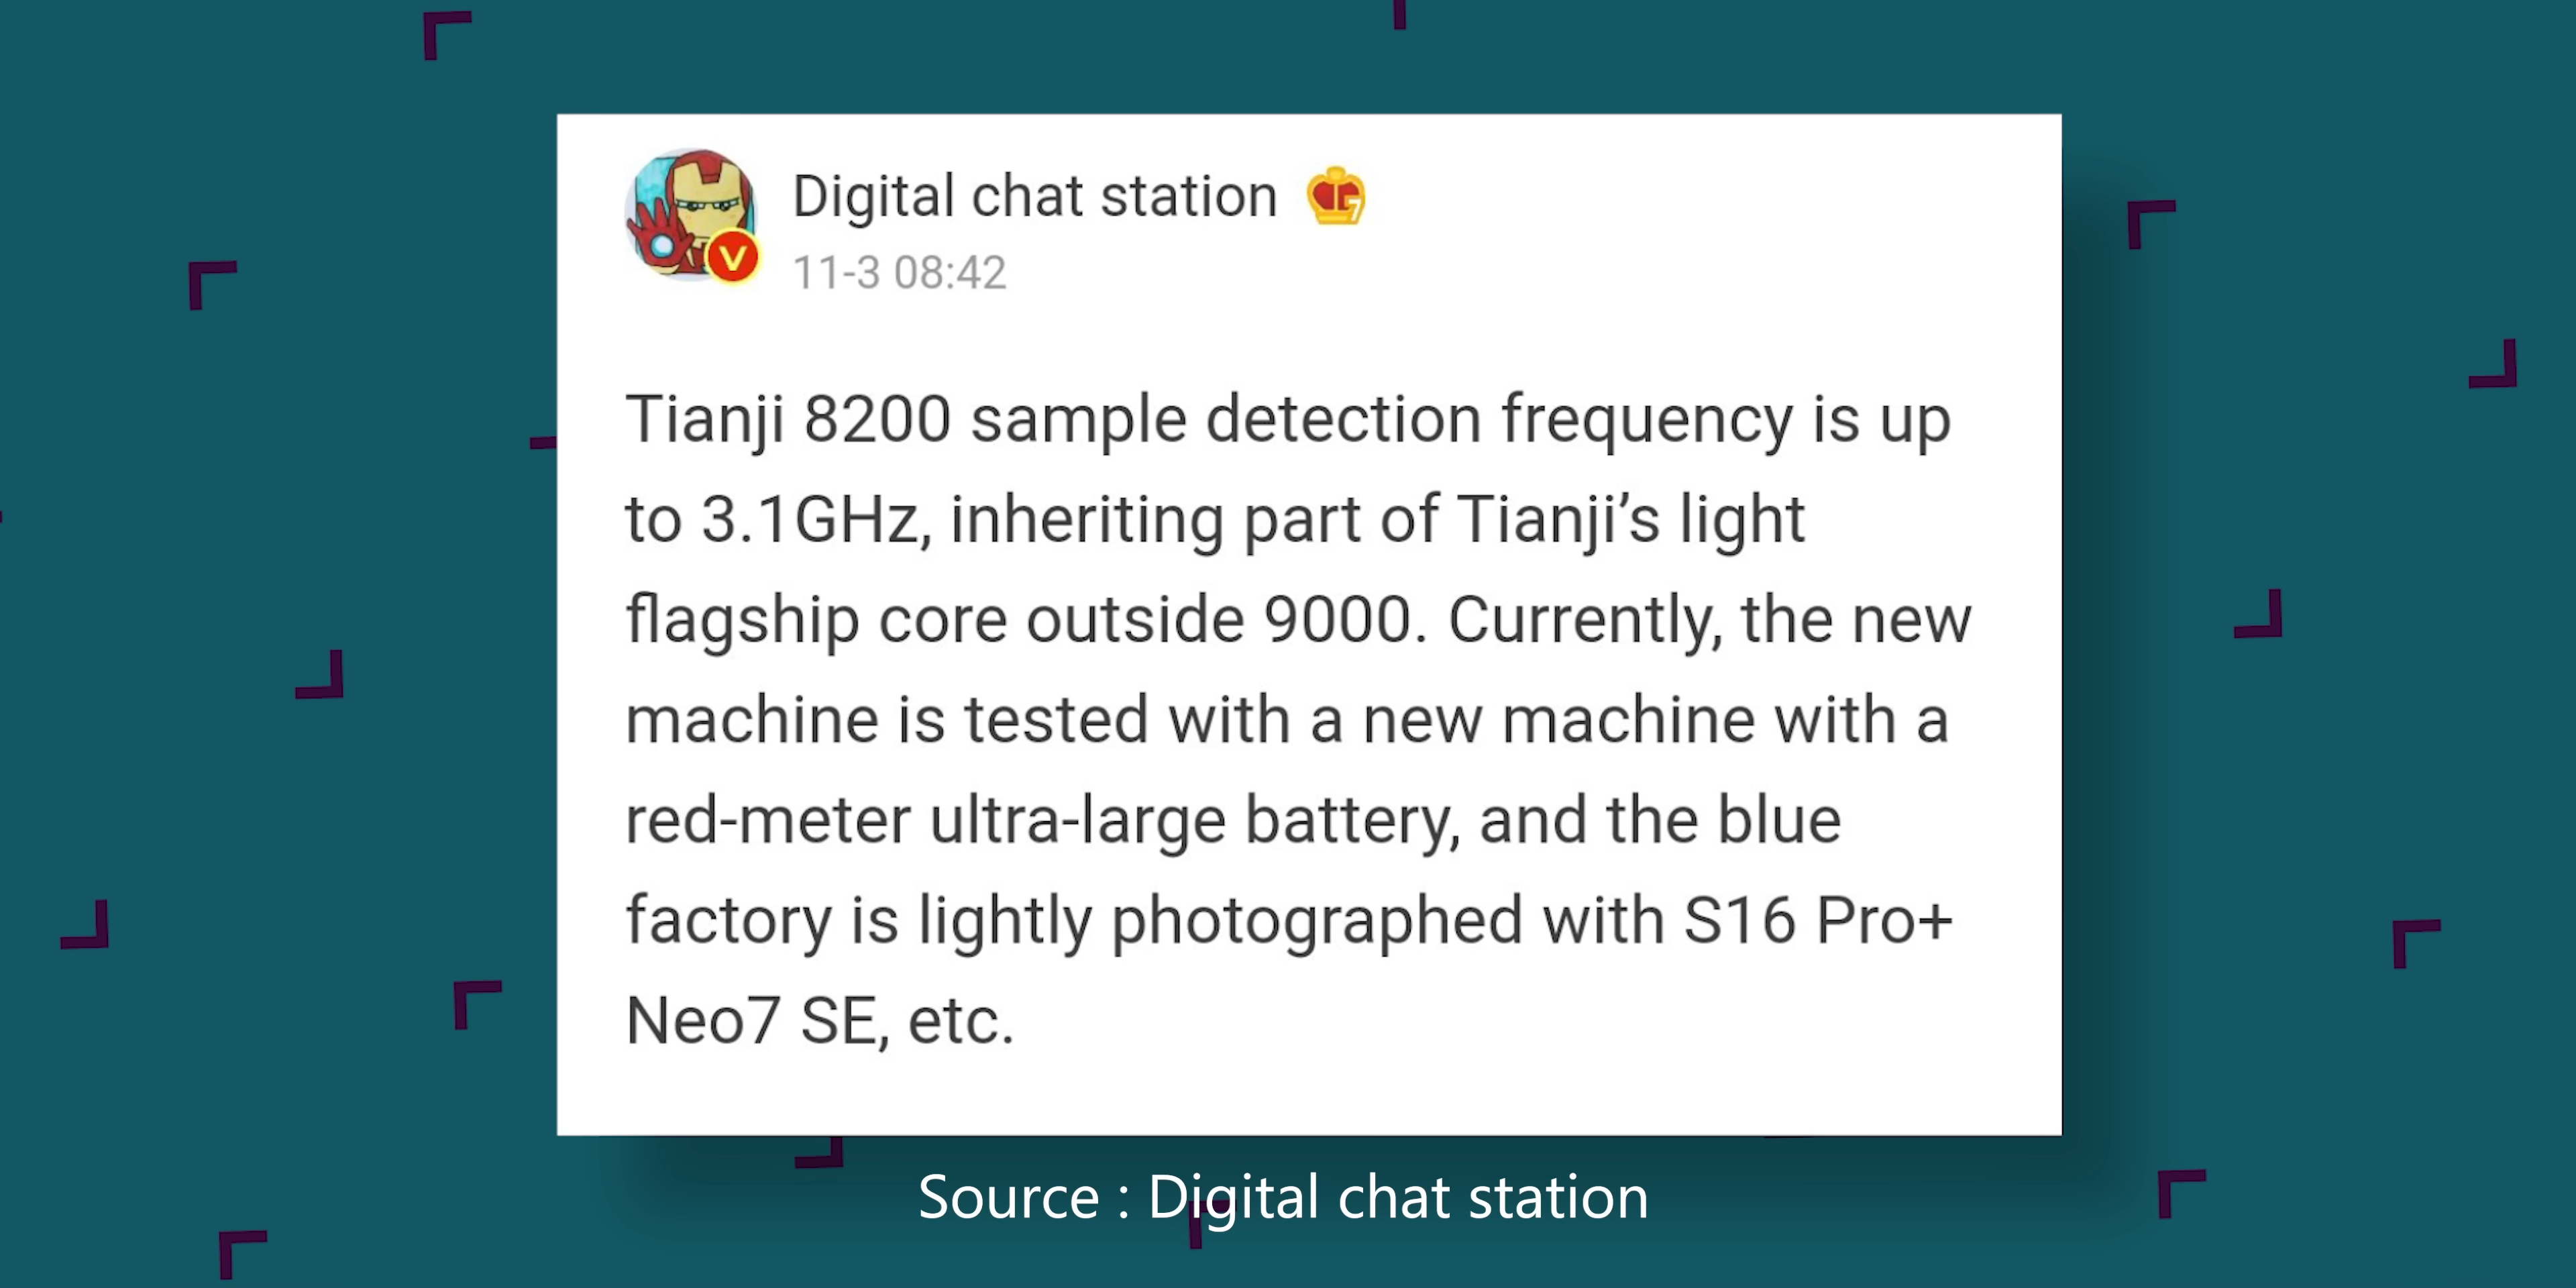 Digital chat station
11-3 08:42
Tianji 8200 sample detection frequency is up
to 3.1GHz, inheriting part of Tianji’s light
flagship core outside 9000. Currently, the new
machine is tested with a new machine with a
red-meter ultra-large battery, and the blue
factory is lightly photographed with S16 Pro+
Neo7 SE, etc.
Source : Digital chat station